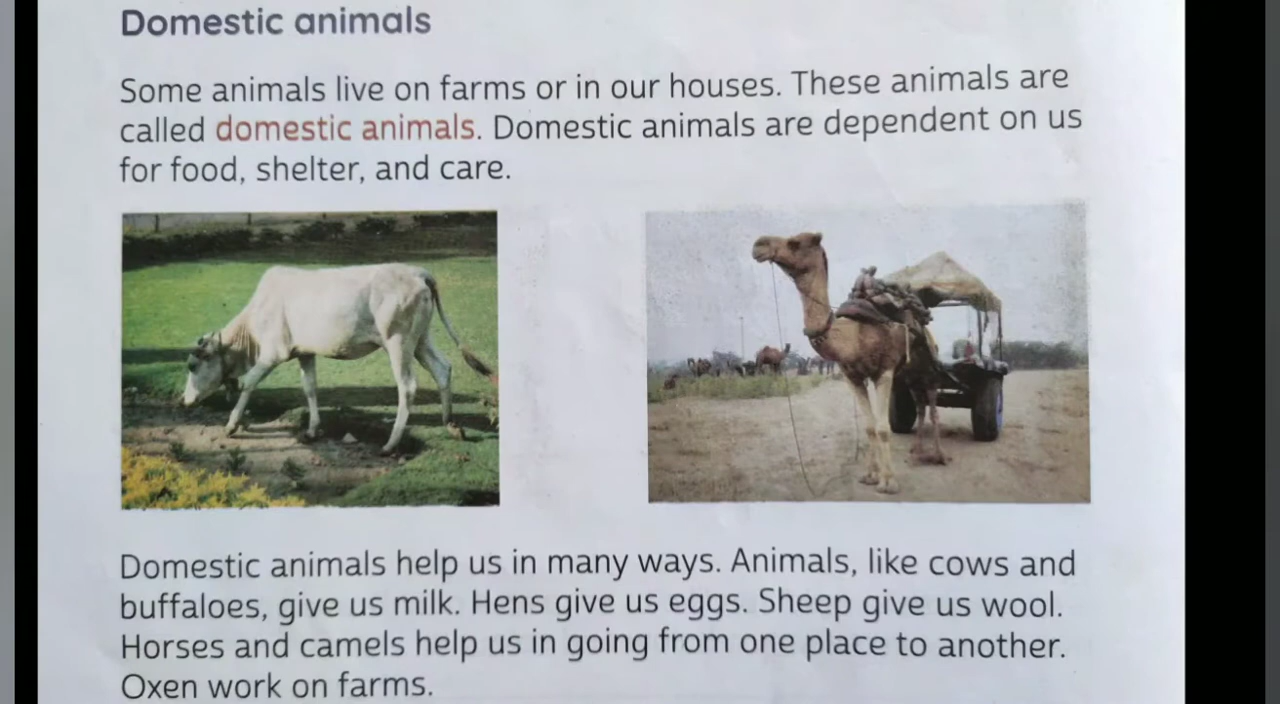 Domestic animals
Some animals live on farms or in our houses. These animals are
called domestic animals. Domestic animals are dependent on us
for food, shelter, and care.
Domestic animals help us in many ways. Animals, like cows and
buffaloes, give us milk. Hens give us eggs. Sheep give us wool.
Horses and camels help us in going from one place to another.
Oxen work on farms.